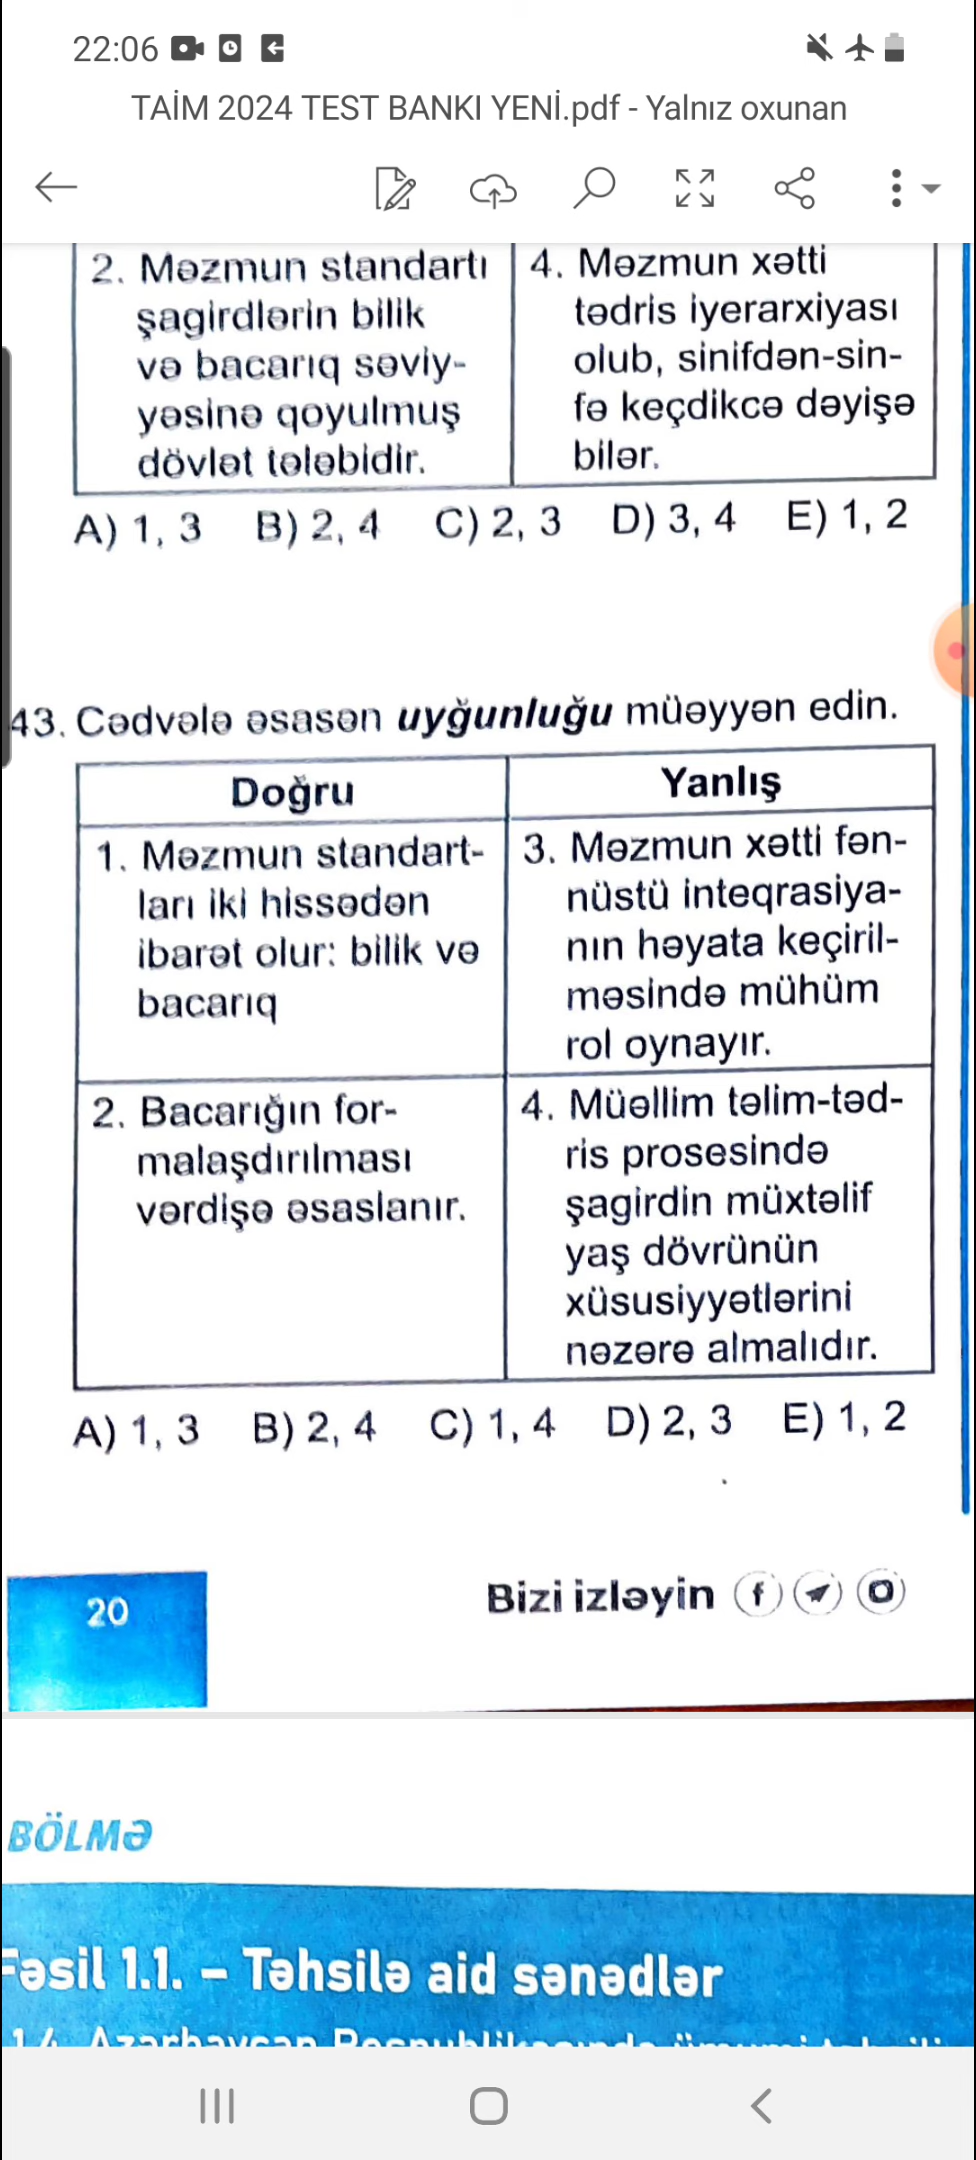 22:06
TAİM 2024 TEST BANKI YENİ.pdf - Yalnız oxunan
2. Məzmun standartı
şagirdlərin bilik
və bacarıq səviy-
yəsinə qoyulmuş
dövlət tələbidir.
4. Məzmun xətti
tədris iyerarxiyası
olub, sinifdən-sin-
fə keçdikcə dəyişə
bilər.
A) 1, 3 B) 2, 4 C) 2, 3 D) 3, 4 E) 1, 2
43. Cədvələ əsasən uyğunluğu müəyyən edin.
Doğru
Yanlış
1. Məzmun standart-
ları iki hissədən
ibarət olur: bilik və
bacarıq
3. Məzmun xətti fən-
nüstü inteqrasiya-
nın həyata keçiril-
məsində mühüm
rol oynayır.
2. Bacarığın for-
malaşdırılması
vərdişə əsaslanır.
4. Müəllim təlim-təd-
ris prosesində
şagirdin müxtəlif
yaş dövrünün
xüsusiyyətlərini
nəzərə almalıdır.
A) 1, 3 B) 2, 4 C) 1, 4 D) 2, 3 E) 1, 2
20
Bizi izləyin
BÖLMƏ
Fəsil 1.1. – Təhsilə aid sənədlər